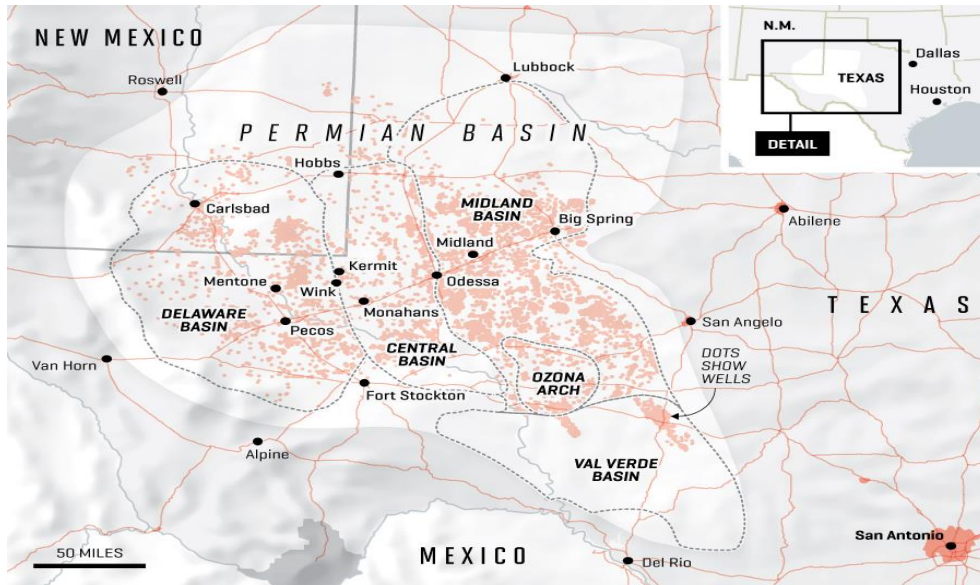 NEW MEXICO
N.M.
Dallas
TEXAS
Houston
DETAIL
Roswell
Lubbock
PERMIAN BASIN
Hobbs
Carlsbad
MIDLAND
BASIN
Big Spring
Abilene
Midland
Kermit
Odessa
Mentone
Wink
Monahans
DELAWARE
BASIN
Pecos
TEXAS
San Angelo
CENTRAL
BASIN
DOTS
SHOW
WELLS
Van Horn
OZONA
ARCH
Fort Stockton
Alpine
VAL VERDE
BASIN
San Antonio
50 MILES
MEXICO
Del Rio